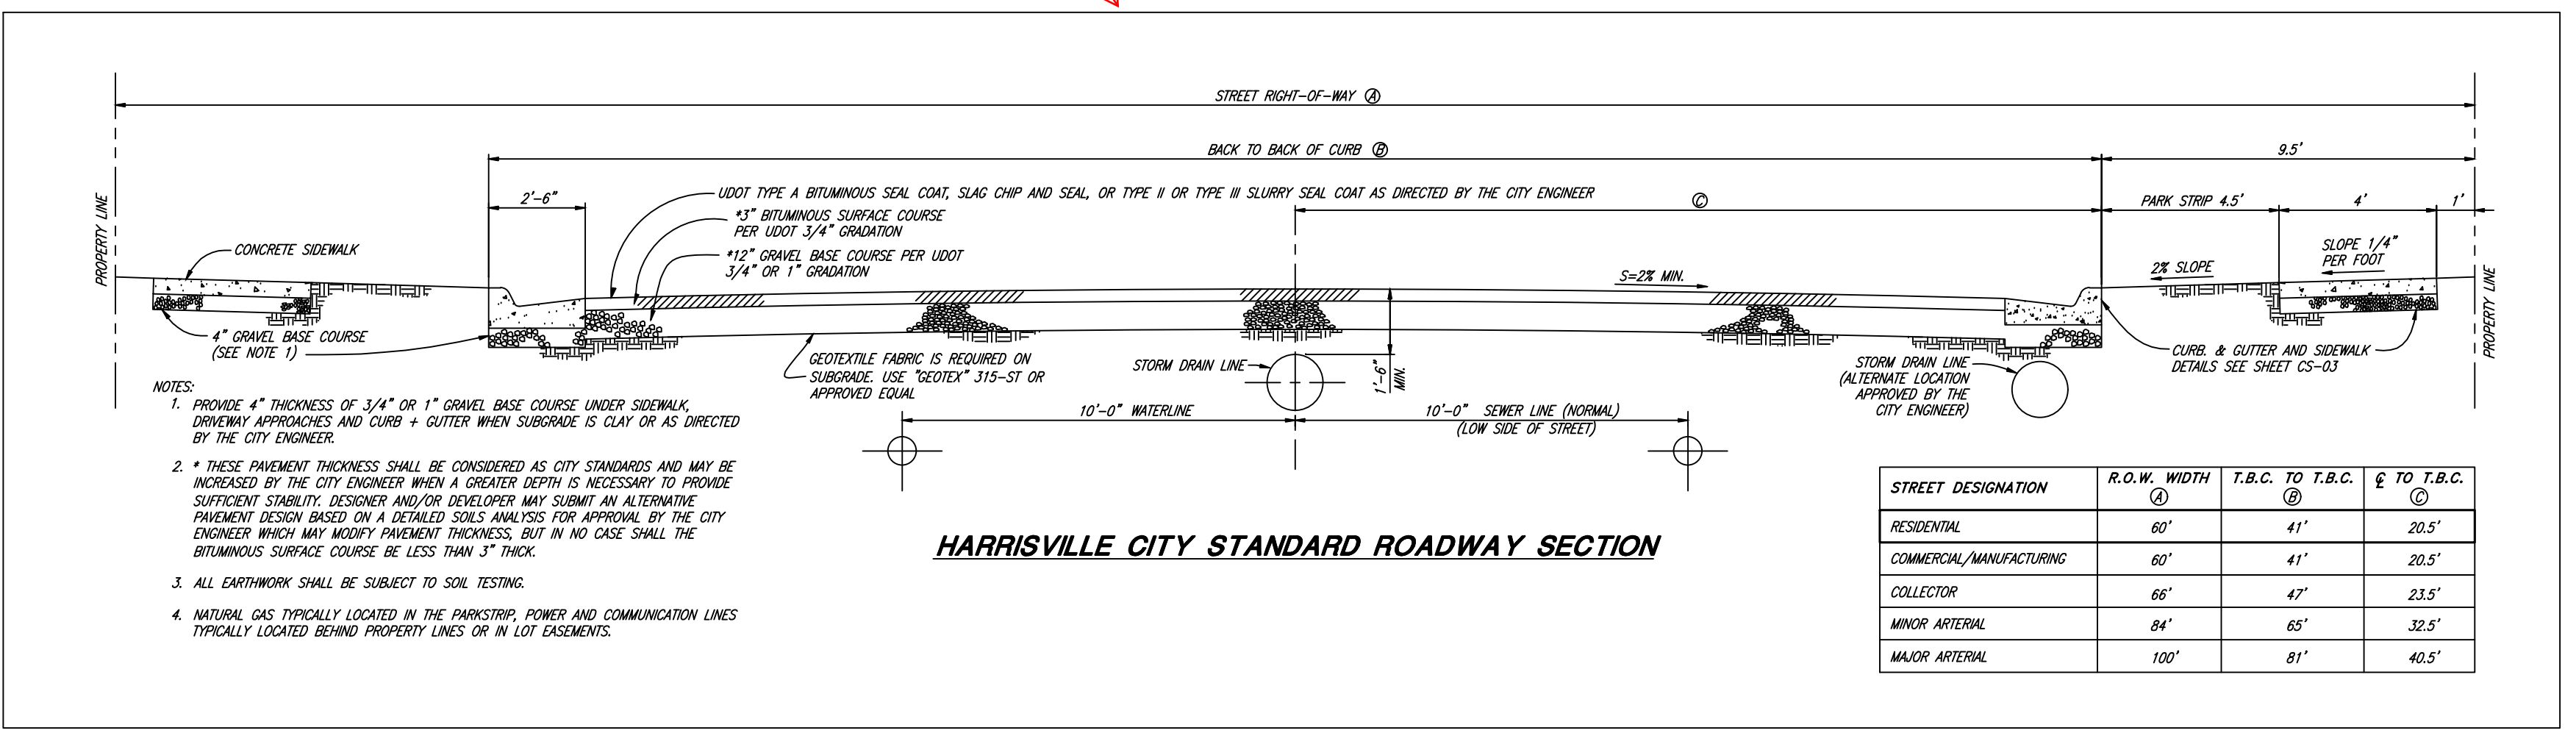 STREET RIGHT-OF-WAY Ⓐ
BACK TO BACK OF CURB Ⓑ
9.5'
2'-6"
UDOT TYPE A BITUMINOUS SEAL COAT, SLAG CHIP AND SEAL, OR TYPE II OR TYPE III SLURRY SEAL COAT AS DIRECTED BY THE CITY ENGINEER
Ⓒ
PARK STRIP 4.5'
4'
1'
*3" BITUMINOUS SURFACE COURSE
PER UDOT 3/4" GRADATION
*12" GRAVEL BASE COURSE PER UDOT
3/4" OR 1" GRADATION
PROPERTY LINE
CONCRETE SIDEWALK
S=2% MIN.
2% SLOPE
SLOPE 1/4"
PER FOOT
PROPERTY LINE
4" GRAVEL BASE COURSE
(SEE NOTE 1)
GEOTEXTILE FABRIC IS REQUIRED ON
SUBGRADE. USE "GEOTEX" 315-ST OR
APPROVED EQUAL
STORM DRAIN LINE
1'-6"
MIN.
STORM DRAIN LINE
(ALTERNATE LOCATION
APPROVED BY THE
CITY ENGINEER)
CURB. & GUTTER AND SIDEWALK
DETAILS SEE SHEET CS-03
10'-0" WATERLINE
10'-0" SEWER LINE (NORMAL)
(LOW SIDE OF STREET)
NOTES:
1. PROVIDE 4" THICKNESS OF 3/4" OR 1" GRAVEL BASE COURSE UNDER SIDEWALK,
DRIVEWAY APPROACHES AND CURB + GUTTER WHEN SUBGRADE IS CLAY OR AS DIRECTED
BY THE CITY ENGINEER.
2. * THESE PAVEMENT THICKNESS SHALL BE CONSIDERED AS CITY STANDARDS AND MAY BE
INCREASED BY THE CITY ENGINEER WHEN A GREATER DEPTH IS NECESSARY TO PROVIDE
SUFFICIENT STABILITY. DESIGNER AND/OR DEVELOPER MAY SUBMIT AN ALTERNATIVE
PAVEMENT DESIGN BASED ON A DETAILED SOILS ANALYSIS FOR APPROVAL BY THE CITY
ENGINEER WHICH MAY MODIFY PAVEMENT THICKNESS, BUT IN NO CASE SHALL THE
BITUMINOUS SURFACE COURSE BE LESS THAN 3" THICK.
3. ALL EARTHWORK SHALL BE SUBJECT TO SOIL TESTING.
4. NATURAL GAS TYPICALLY LOCATED IN THE PARKSTRIP, POWER AND COMMUNICATION LINES
TYPICALLY LOCATED BEHIND PROPERTY LINES OR IN LOT EASEMENTS.
HARRISVILLE CITY STANDARD ROADWAY SECTION
STREET DESIGNATION R.O.W. WIDTH Ⓐ T.B.C. TO T.B.C. Ⓑ ℄ TO T.B.C. Ⓒ
RESIDENTIAL 60' 41' 20.5'
COMMERCIAL/MANUFACTURING 60' 41' 20.5'
COLLECTOR 66' 47' 23.5'
MINOR ARTERIAL 84' 65' 32.5'
MAJOR ARTERIAL 100' 81' 40.5'